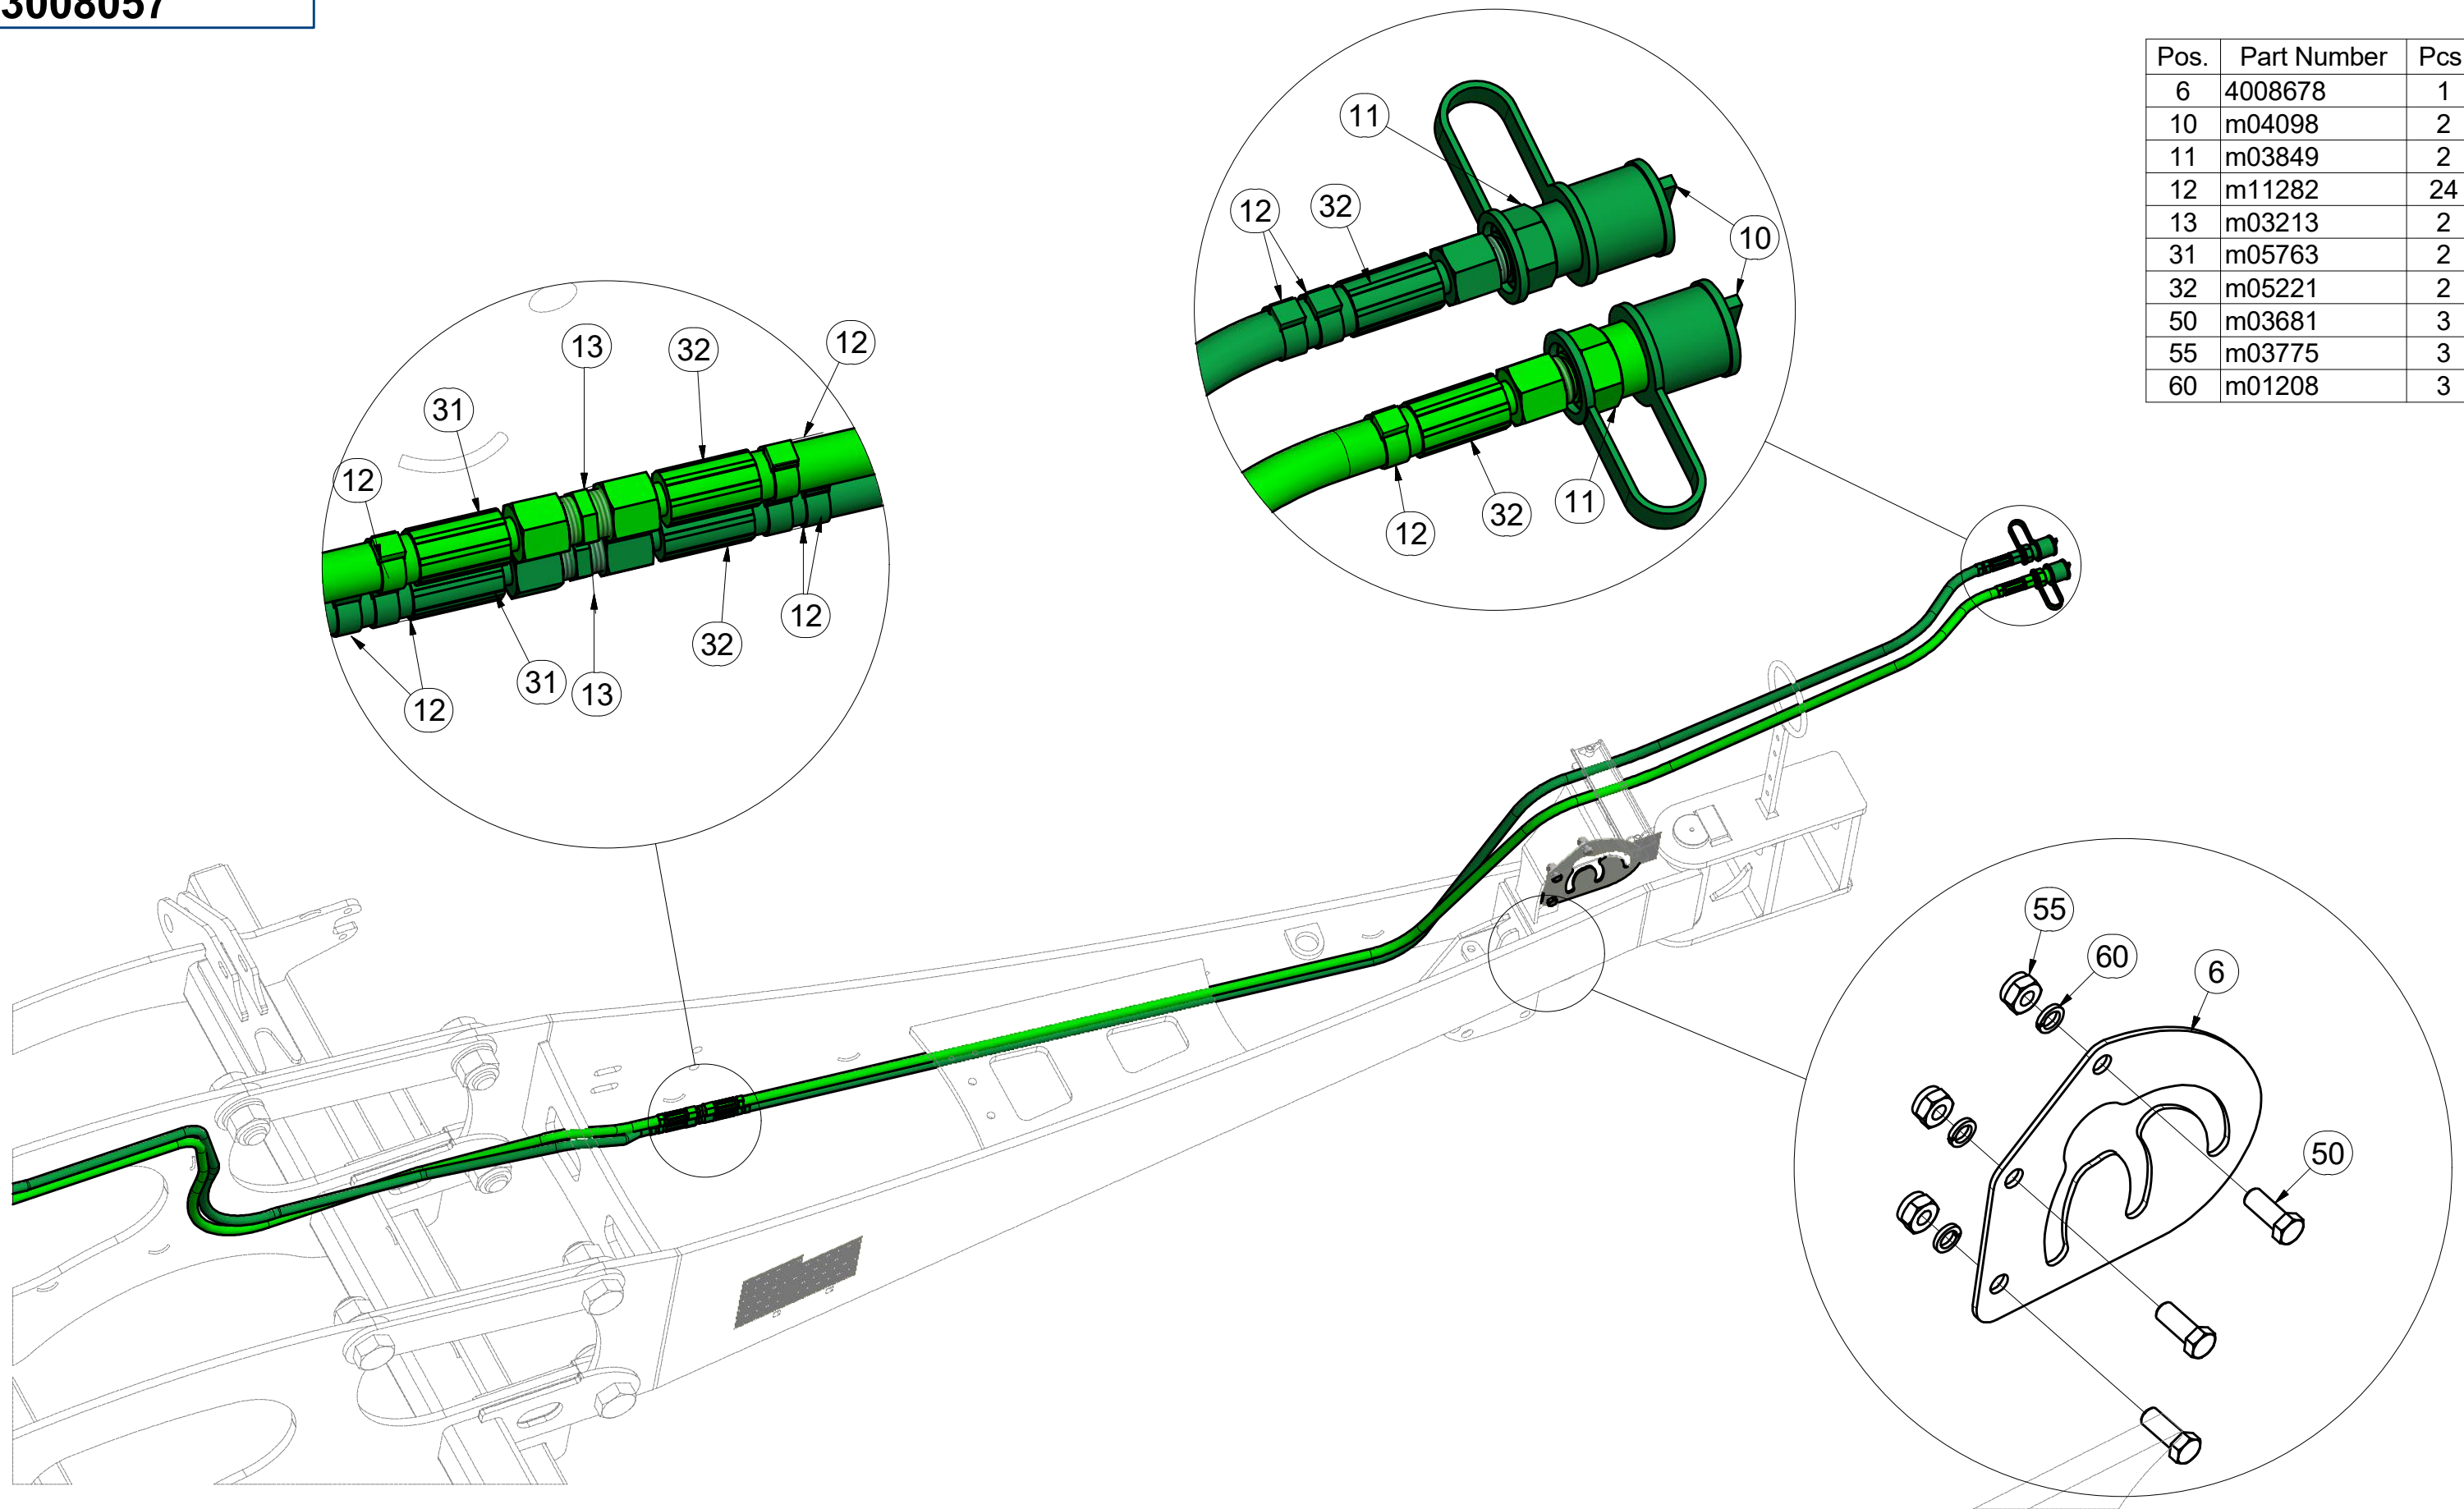 3008057
Pos. Part Number Pcs
6 4008678 1
10 m04098 2
11 m03849 2
12 m11282 24
13 m03213 2
31 m05763 2
32 m05221 2
50 m03681 3
55 m03775 3
60 m01208 3
11
12 32
10
12 32 11
13 32 12
31
12
12
32
31 13
12
55
60 6
50